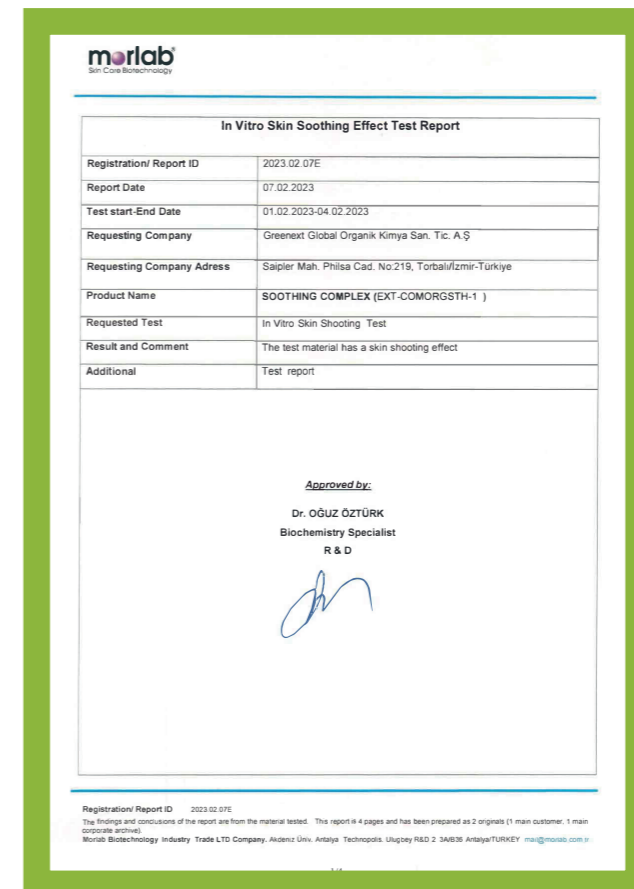 morlab
Skin Care Biotechnology
In Vitro Skin Soothing Effect Test Report
Registration/ Report ID 2023.02.07E
Report Date 07.02.2023
Test start-End Date 01.02.2023-04.02.2023
Requesting Company Greenext Global Organik Kimya San. Tic. A.Ş
Requesting Company Adress Saipler Mah. Philsa Cad. No:219, Torbalı/İzmir-Türkiye
Product Name SOOTHING COMPLEX (EXT-COMORGSTH-1 )
Requested Test In Vitro Skin Shooting Test
Result and Comment The test material has a skin shooting effect
Additional Test report
Approved by:
Dr. OĞUZ ÖZTÜRK
Biochemistry Specialist
R & D
Registration/ Report ID 2023.02.07E
The findings and conclusions of the report are from the material tested. This report is 4 pages and has been prepared as 2 originals (1 main customer. 1 main
corporate archive).
Morlab Biotechnology Industry Trade LTD Company. Akdeniz Üniv. Antalya Technopolis. Ulugbey R&D 2 3A/B36 Antalya/TURKEY mail@morlab.com.tr